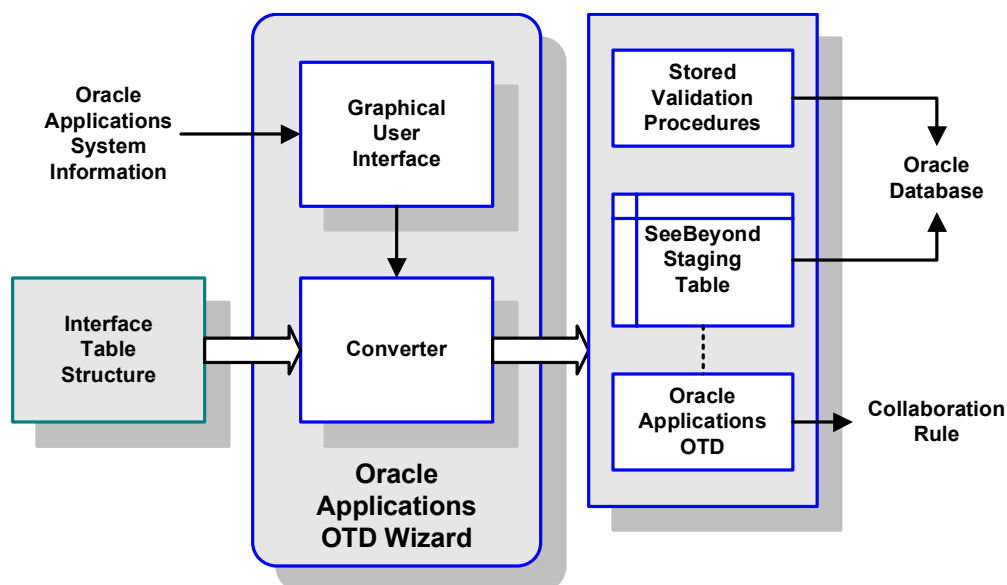 Oracle
Applications
System
Information
Graphical
User
Interface
Interface
Table
Structure
Converter
Oracle
Applications
OTD Wizard
Stored
Validation
Procedures
SeeBeyond
Staging
Table
Oracle
Applications
OTD
Oracle
Database
Collaboration
Rule